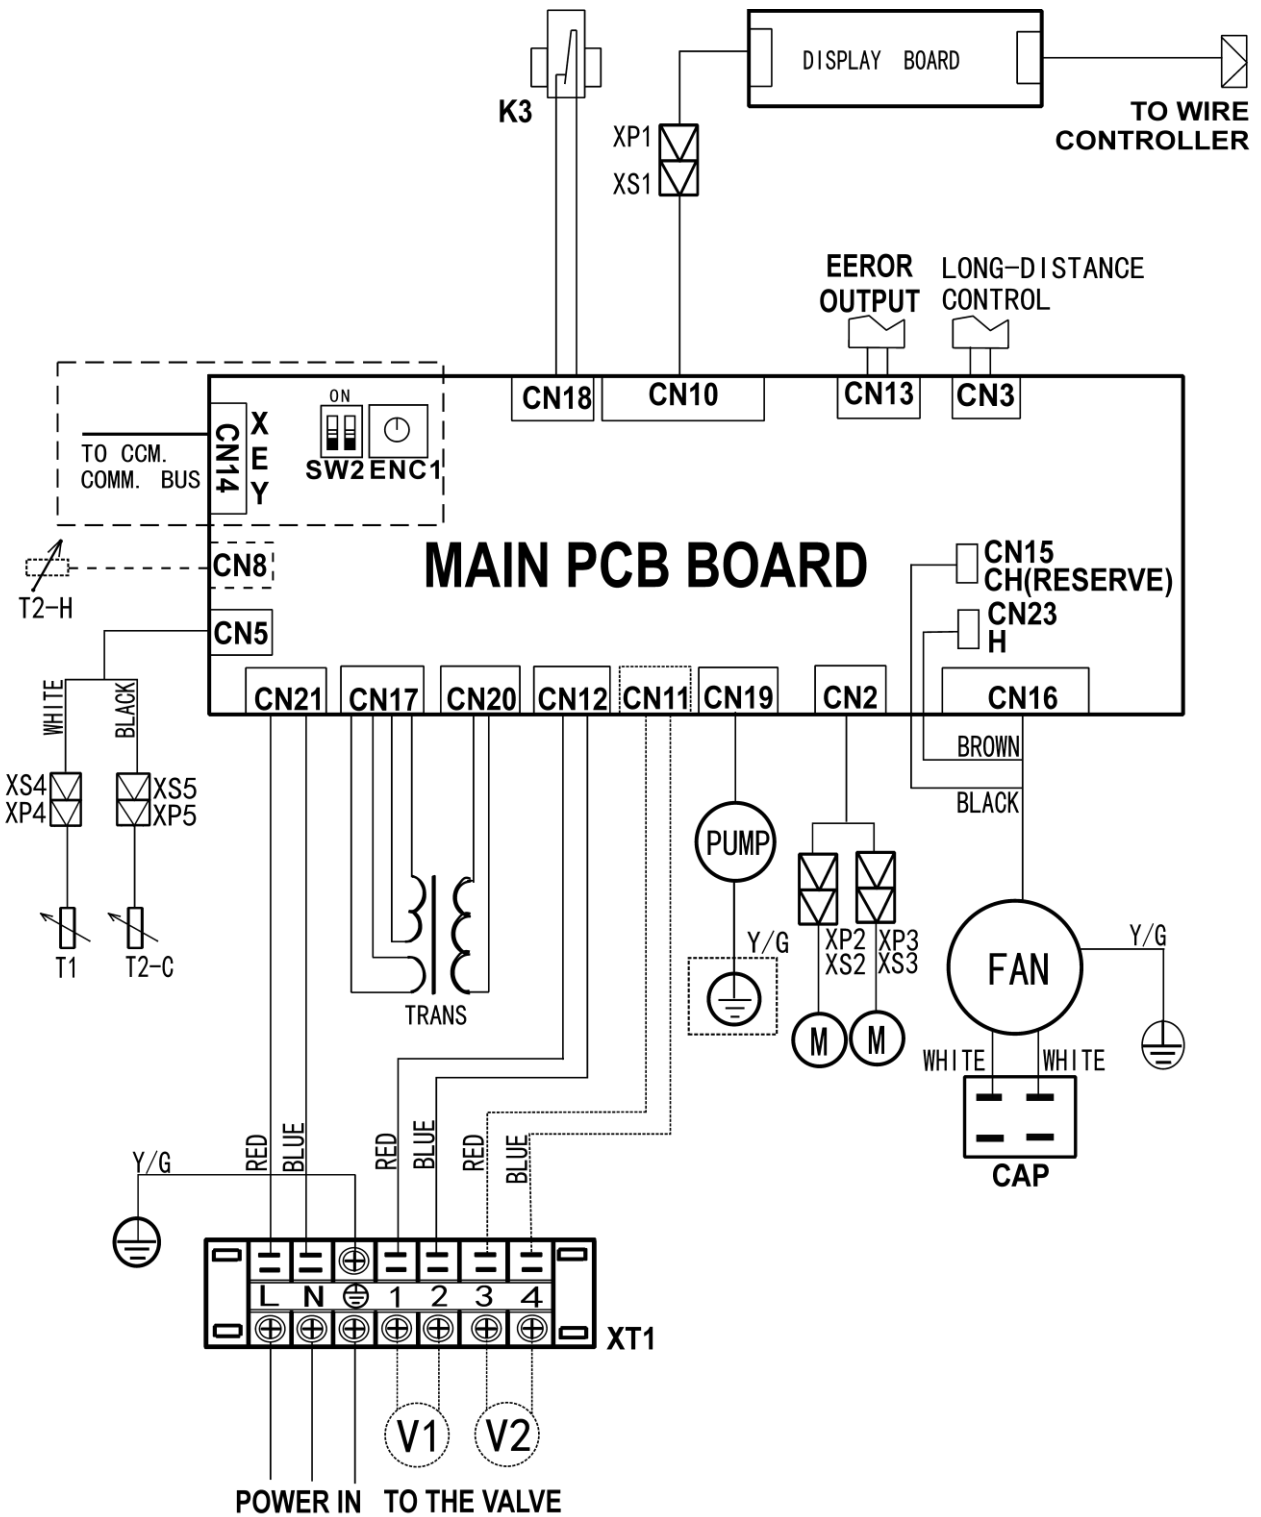 K3
XP1
XS1
DISPLAY BOARD
TO WIRE
CONTROLLER
EEROR
OUTPUT
LONG-DISTANCE
CONTROL
CN18
CN10
CN13
CN3
TO CCM.
COMM. BUS
CN14
X
E
Y
ON
SW2
ENC1
CN8
T2-H
CN5
MAIN PCB BOARD
CN15
CH(RESERVE)
CN23
H
CN21
CN17
CN20
CN12
CN11
CN19
CN2
CN16
WHITE
BLACK
XS4
XP4
XS5
XP5
T1
T2-C
BROWN
BLACK
TRANS
PUMP
Y/G
XP2
XS2
XP3
XS3
M
M
FAN
Y/G
WHITE
WHITE
CAP
Y/G
RED
BLUE
RED
BLUE
RED
BLUE
L
N
1
2
3
4
XT1
V1
V2
POWER IN
TO THE VALVE